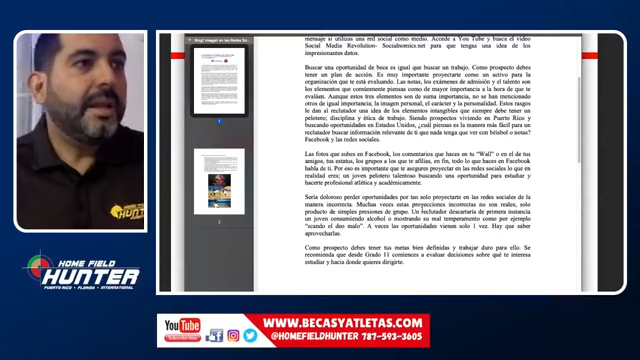 Blog? Imagen en las Redes So...
mensaje si utilizas una red social como medio. Accede a You Tube y busca el video
Social Media Revolution- Socialnomics.net para que tengas una idea de los
impresionantes datos.
Buscar una oportunidad de beca es igual que buscar un trabajo. Como prospecto debes
tener un plan de acción. Es muy importante proyectarte como un activo para la
organización que te está evaluando. Las notas, los exámenes de admisión y el talento son
los elementos que comúnmente piensas como de mayor importancia a la hora de que te
evalúen. Aunque estos tres elementos son de suma importancia, no se han mencionado
otros de igual importancia; la imagen personal, el carácter y la personalidad. Estos rasgos
le dan al reclutador una idea de los elementos intangibles que siempre debe tener un
pelotero; disciplina y ética de trabajo. Siendo prospectos viviendo en Puerto Rico y
buscando oportunidades en Estados Unidos, ¿cuál piensas es la manera más fácil para un
reclutador buscar información relevante de ti que nada tenga que ver con béisbol o notas?
Facebook y las redes sociales.
Las fotos que subes en Facebook, los comentarios que haces en tu "Wall" o en el de tus
amigos, tus estatus, los grupos a los que te afilias, en fin, todo lo que haces en Facebook
habla de ti. Por eso es importante que te asegures proyectar en las redes sociales lo que en
realidad eres; un joven pelotero talentoso buscando una oportunidad para estudiar y
hacerte profesional atlética y académicamente.
Sería doloroso perder oportunidades por tan solo proyectarte en las redes sociales de la
manera incorrecta. Muchas veces estas proyecciones incorrectas no son reales, solo
producto de simples presiones de grupo. Un reclutador descartaría de primera instancia
un joven consumiendo alcohol o mostrando su mal temperamento como por ejemplo
"scando el deo malo". A veces las oportunidades vienen solo 1 vez. Hay que saber
aprovecharlas.
Como prospecto debes tener tus metas bien definidas y trabajar duro para ello. Se
recomienda que desde Grado 11 comiences a evaluar decisiones sobre qué te interesa
estudiar y hacia donde quieres dirigirte.
HOME FIELD
HUNTER
PUERTO RICO • FLORIDA • INTERNATIONAL
YouTube
WWW.BECASYATLETAS.COM
@HOMEFIELDHUNTER 787-593-3605